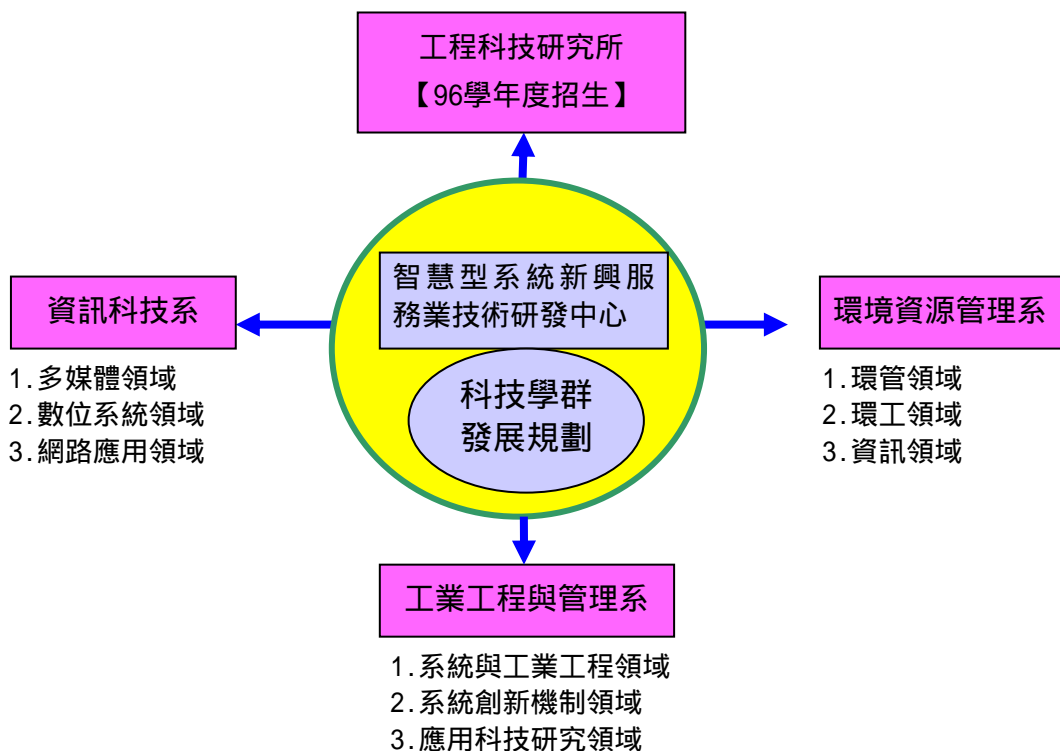 工程科技研究所
【96學年度招生】
智慧型系統新興服
務業技術研發中心
科技學群
發展規劃
資訊科技系
1.多媒體領域
2.數位系統領域
3.網路應用領域
環境資源管理系
1.環管領域
2.環工領域
3.資訊領域
工業工程與管理系
1.系統與工業工程領域
2.系統創新機制領域
3.應用科技研究領域